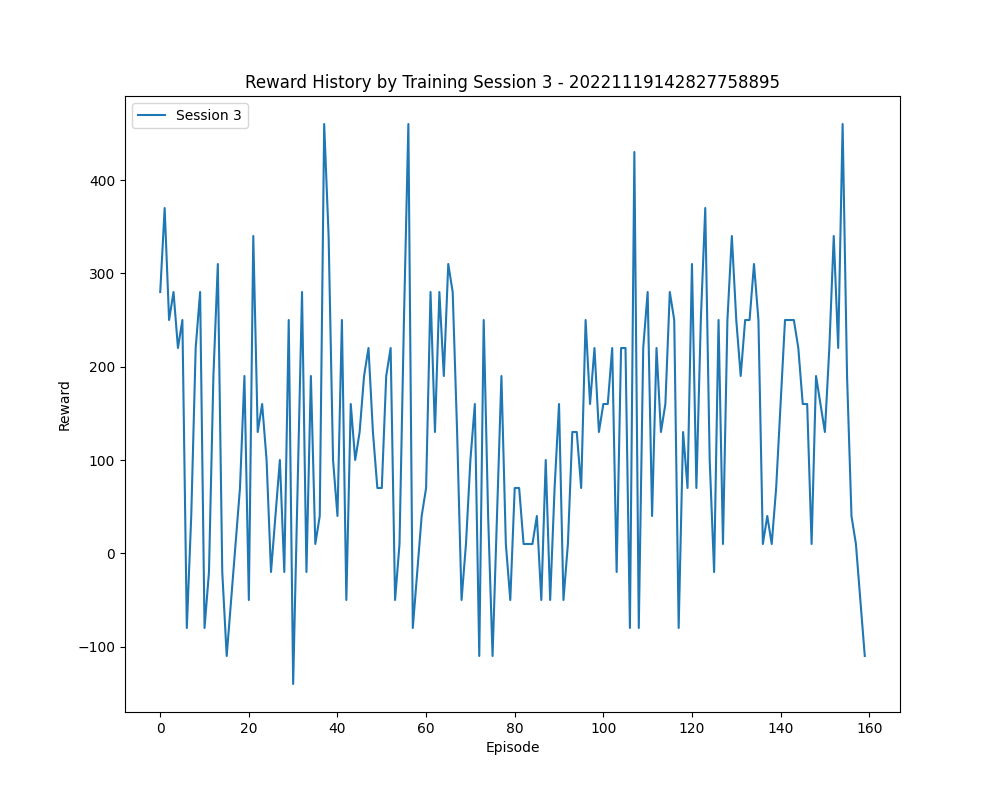 Reward History by Training Session 3 - 20221119142827758895
Session 3
400
300
200
100
0
−100
Reward
0 20 40 60 80 100 120 140 160
Episode